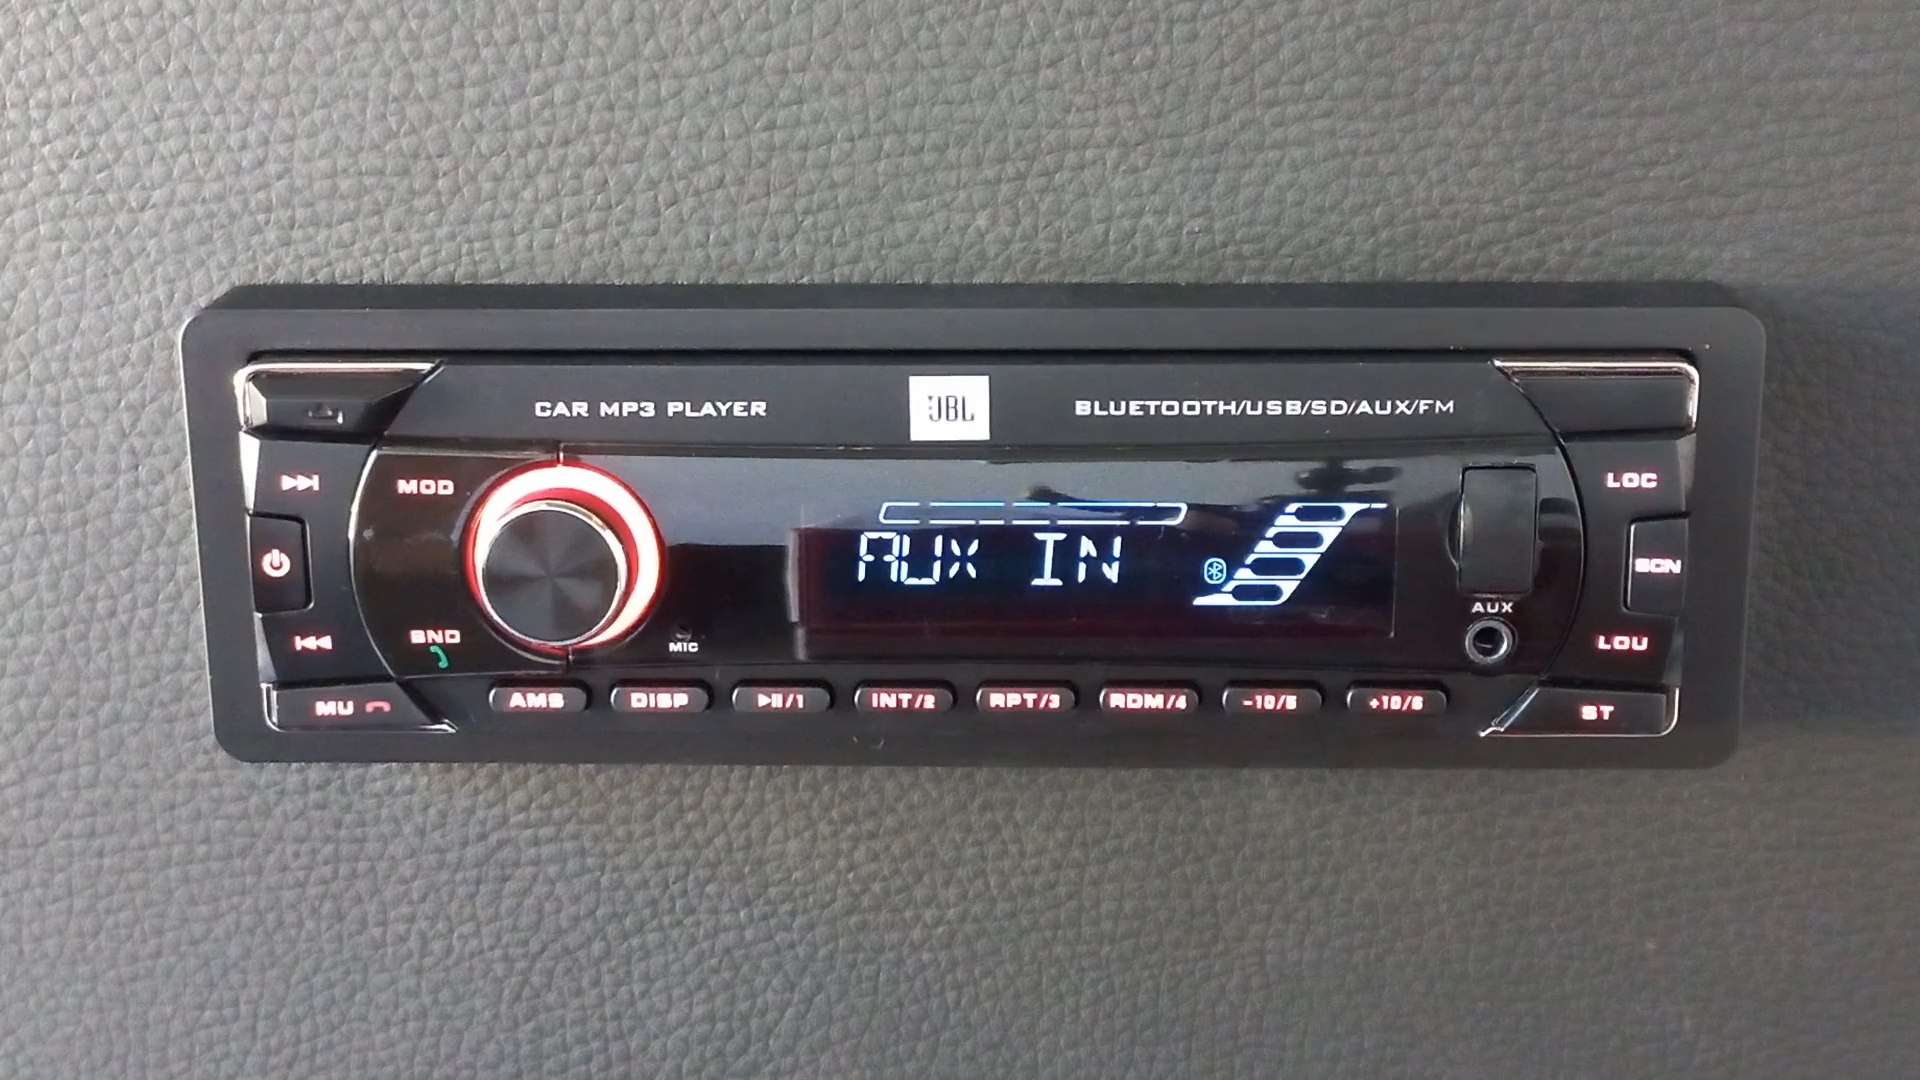 CAR MP3 PLAYER
JBL
BLUETOOTH/USB/SD/AUX/FM
MOD
LOC
AUX IN
SCN
AUX
BND
MIC
LOU
MU
AMS
DISP
/1
INT/2
RPT/3
RDM/4
-10/5
+10/6
ST